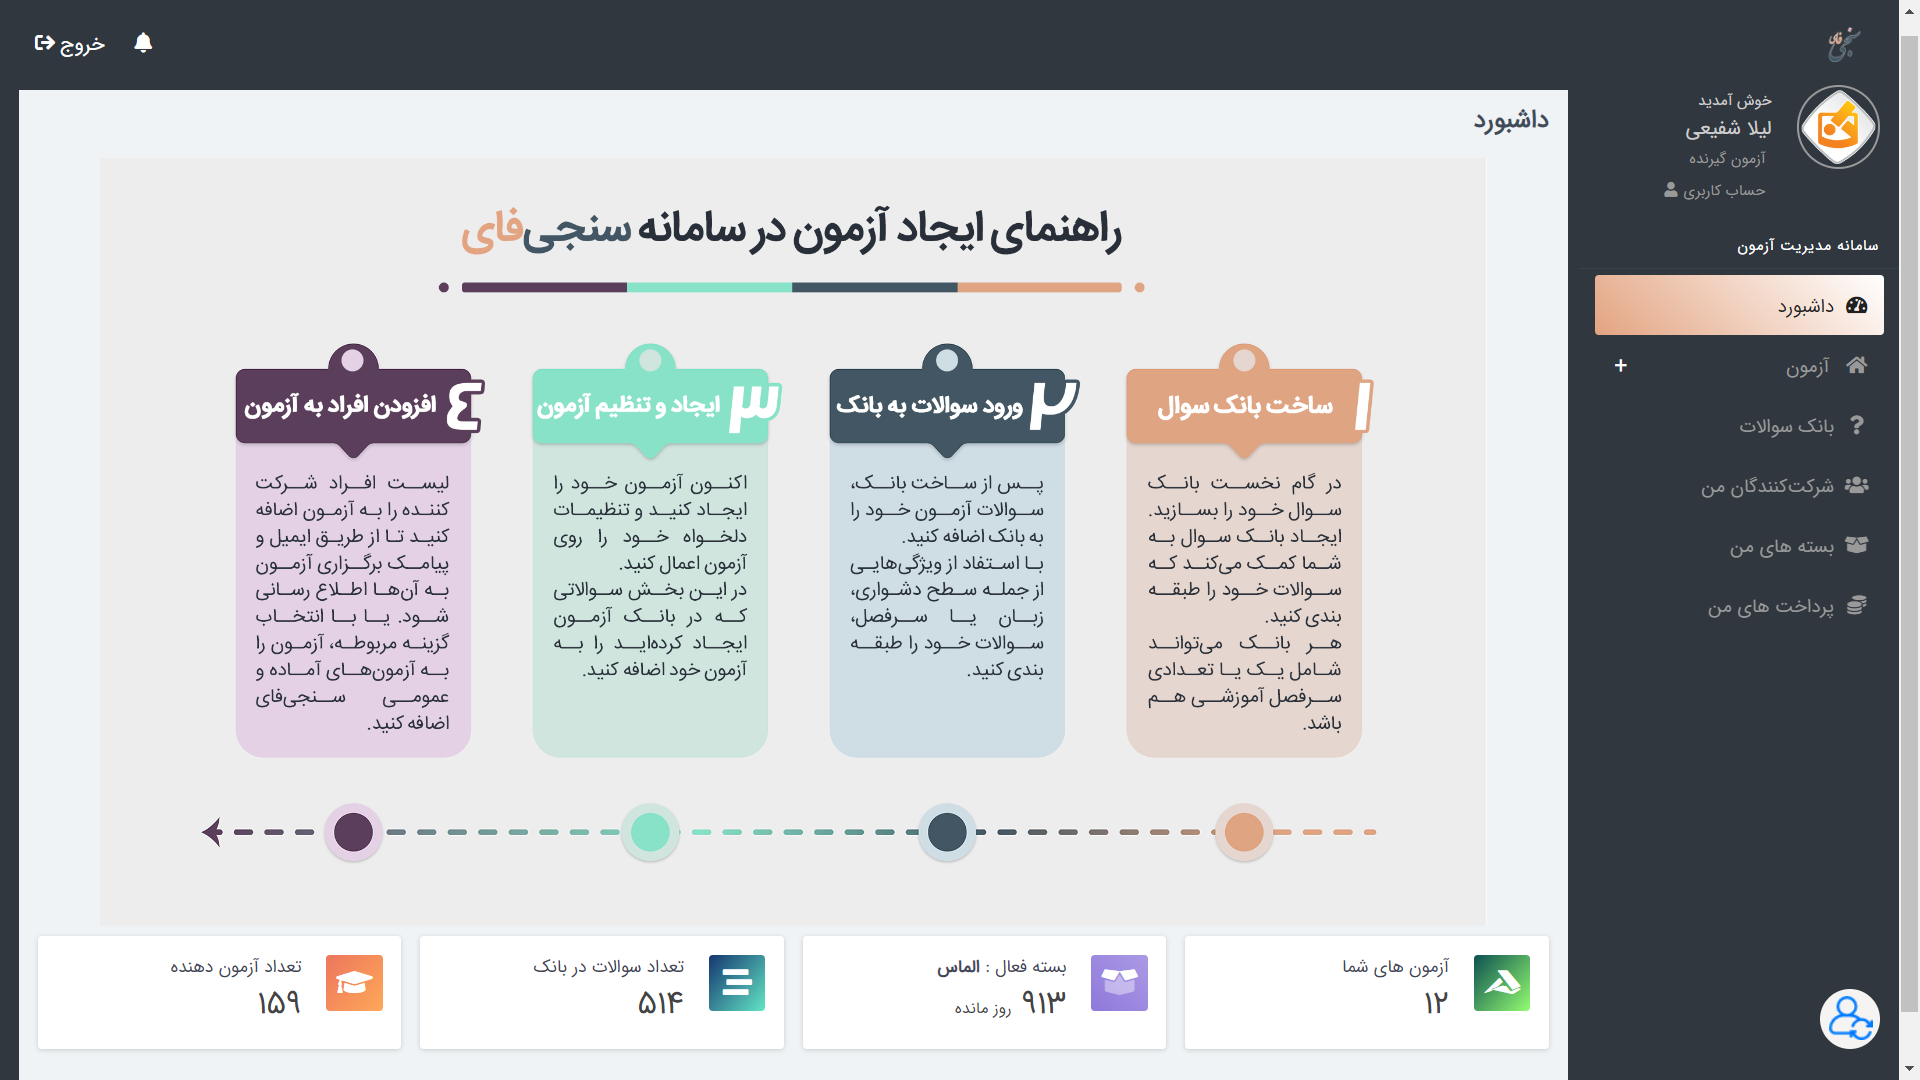 خروج
سنجی‌فای
خوش آمدید
لیلا شفیعی
آزمون گیرنده
حساب کاربری
سامانه مدیریت آزمون
داشبورد
آزمون
+
بانک سوالات
شرکت‌کنندگان من
بسته های من
پرداخت های من
داشبورد
راهنمای ایجاد آزمون در سامانه سنجی‌فای
۱
ساخت بانک سوال
در گام نخست بانک
سوال خود را بسازید.
ایجاد بانک سوال به
شما کمک می‌کند که
سوالات خود را طبقه
بندی کنید.
هر بانک می‌تواند
شامل یک یا تعدادی
سرفصل آموزشی هم
باشد.
۲
ورود سوالات به بانک
پس از ساخت بانک،
سوالات آزمون خود را
به بانک اضافه کنید.
با استفاد از ویژگی‌هایی
از جمله سطح دشواری،
زبان یا سرفصل،
سوالات خود را طبقه
بندی کنید.
۳
ایجاد و تنظیم آزمون
اکنون آزمون خود را
ایجاد کنید و تنظیمات
دلخواه خود را روی
آزمون اعمال کنید.
در این بخش سوالاتی
که در بانک آزمون
ایجاد کرده‌اید را به
آزمون خود اضافه کنید.
٤
افزودن افراد به آزمون
لیست افراد شرکت
کننده را به آزمون اضافه
کنید تا از طریق ایمیل و
پیامک برگزاری آزمون
به آن‌ها اطلاع رسانی
شود. یا با انتخاب
گزینه مربوطه، آزمون را
به آزمون‌های آماده و
عمومی سنجی‌فای
اضافه کنید.
آزمون های شما
۱۲
بسته فعال : الماس
۹۱۳ روز مانده
تعداد سوالات در بانک
۵۱۴
تعداد آزمون دهنده
۱۵۹